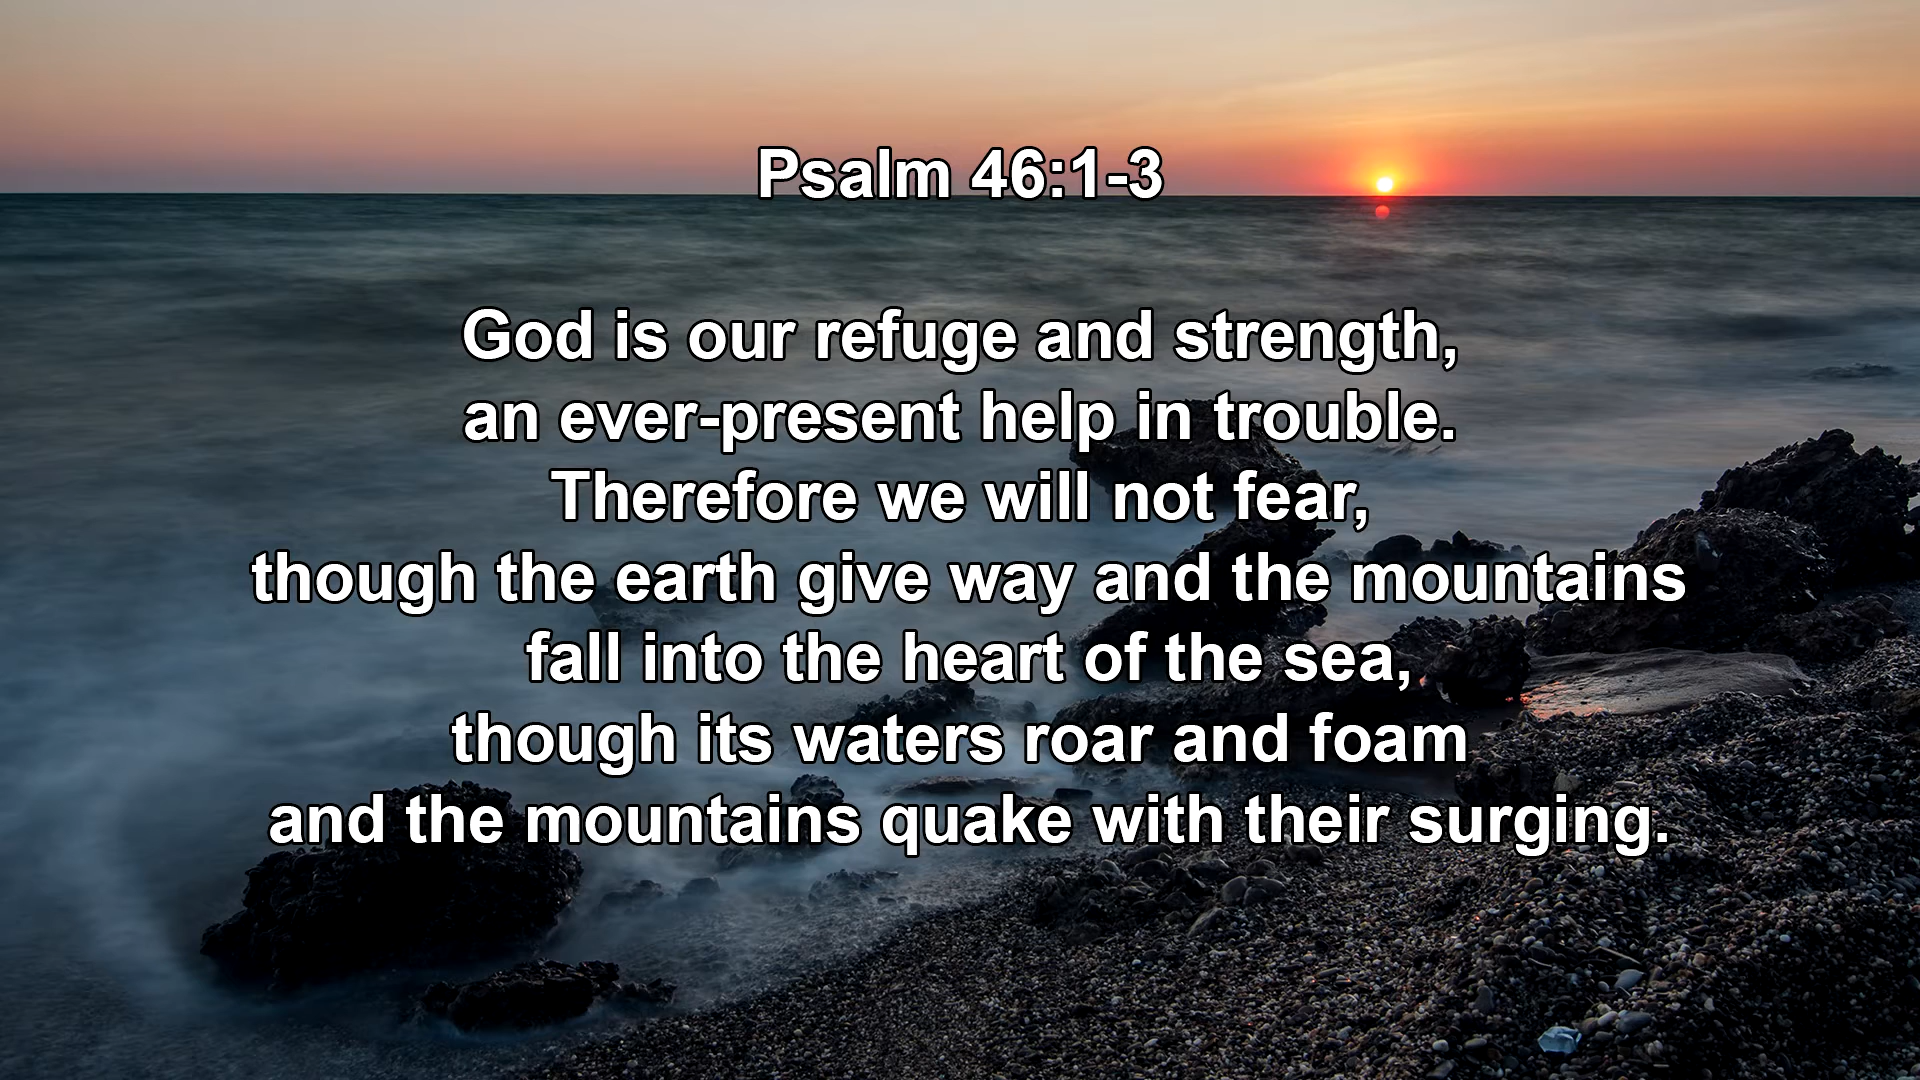 Psalm 46:1-3
God is our refuge and strength,
an ever-present help in trouble.
Therefore we will not fear,
though the earth give way and the mountains
fall into the heart of the sea,
though its waters roar and foam
and the mountains quake with their surging.